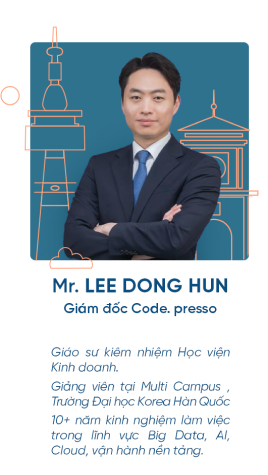 Mr. LEE DONG HUN
Giám đốc Code. presso
Giáo sư kiêm nhiệm Học viện
Kinh doanh.
Giảng viên tại Multi Campus ,
Trường Đại học Korea Hàn Quốc
10+ năm kinh nghiệm làm việc
trong lĩnh vực Big Data, AI,
Cloud, vận hành nền tảng.